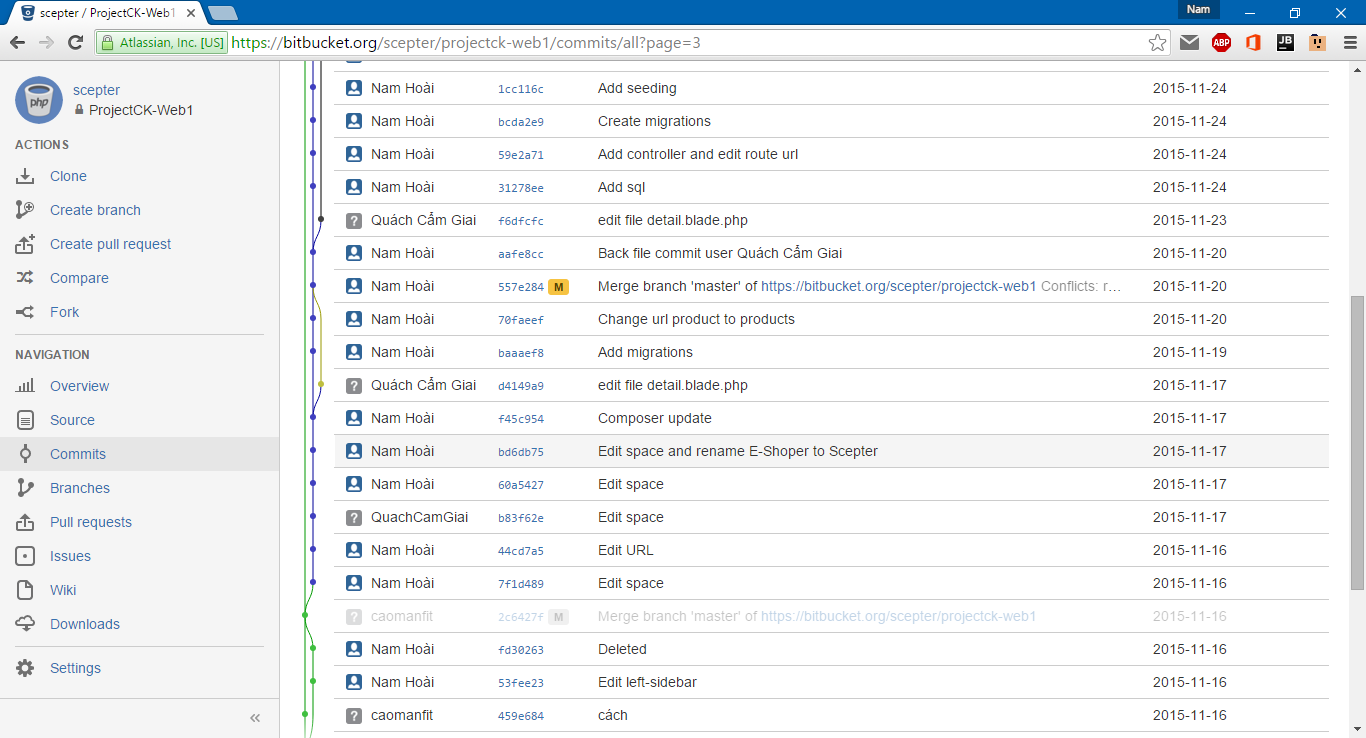 scepter / ProjectCK-Web1
Nam
Atlassian, Inc. [US] https://bitbucket.org/scepter/projectck-web1/commits/all?page=3
ABP
JB
php
scepter
ProjectCK-Web1
ACTIONS
Clone
Create branch
Create pull request
Compare
Fork
NAVIGATION
Overview
Source
Commits
Branches
Pull requests
Issues
Wiki
Downloads
Settings
«
Nam Hoài 1cc116c Add seeding 2015-11-24
Nam Hoài bcda2e9 Create migrations 2015-11-24
Nam Hoài 59e2a71 Add controller and edit route url 2015-11-24
Nam Hoài 31278ee Add sql 2015-11-24
? Quách Cẩm Giai f6dfcfc edit file detail.blade.php 2015-11-23
Nam Hoài aafe8cc Back file commit user Quách Cẩm Giai 2015-11-20
Nam Hoài 557e284 M Merge branch 'master' of https://bitbucket.org/scepter/projectck-web1 Conflicts: r… 2015-11-20
Nam Hoài 70faeef Change url product to products 2015-11-20
Nam Hoài baaaef8 Add migrations 2015-11-19
? Quách Cẩm Giai d4149a9 edit file detail.blade.php 2015-11-17
Nam Hoài f45c954 Composer update 2015-11-17
Nam Hoài bd6db75 Edit space and rename E-Shoper to Scepter 2015-11-17
Nam Hoài 60a5427 Edit space 2015-11-17
? QuachCamGiai b83f62e Edit space 2015-11-17
Nam Hoài 44cd7a5 Edit URL 2015-11-16
Nam Hoài 7f1d489 Edit space 2015-11-16
? caomanfit 2c6427f M Merge branch 'master' of https://bitbucket.org/scepter/projectck-web1 2015-11-16
Nam Hoài fd30263 Deleted 2015-11-16
Nam Hoài 53fee23 Edit left-sidebar 2015-11-16
? caomanfit 459e684 cách 2015-11-16